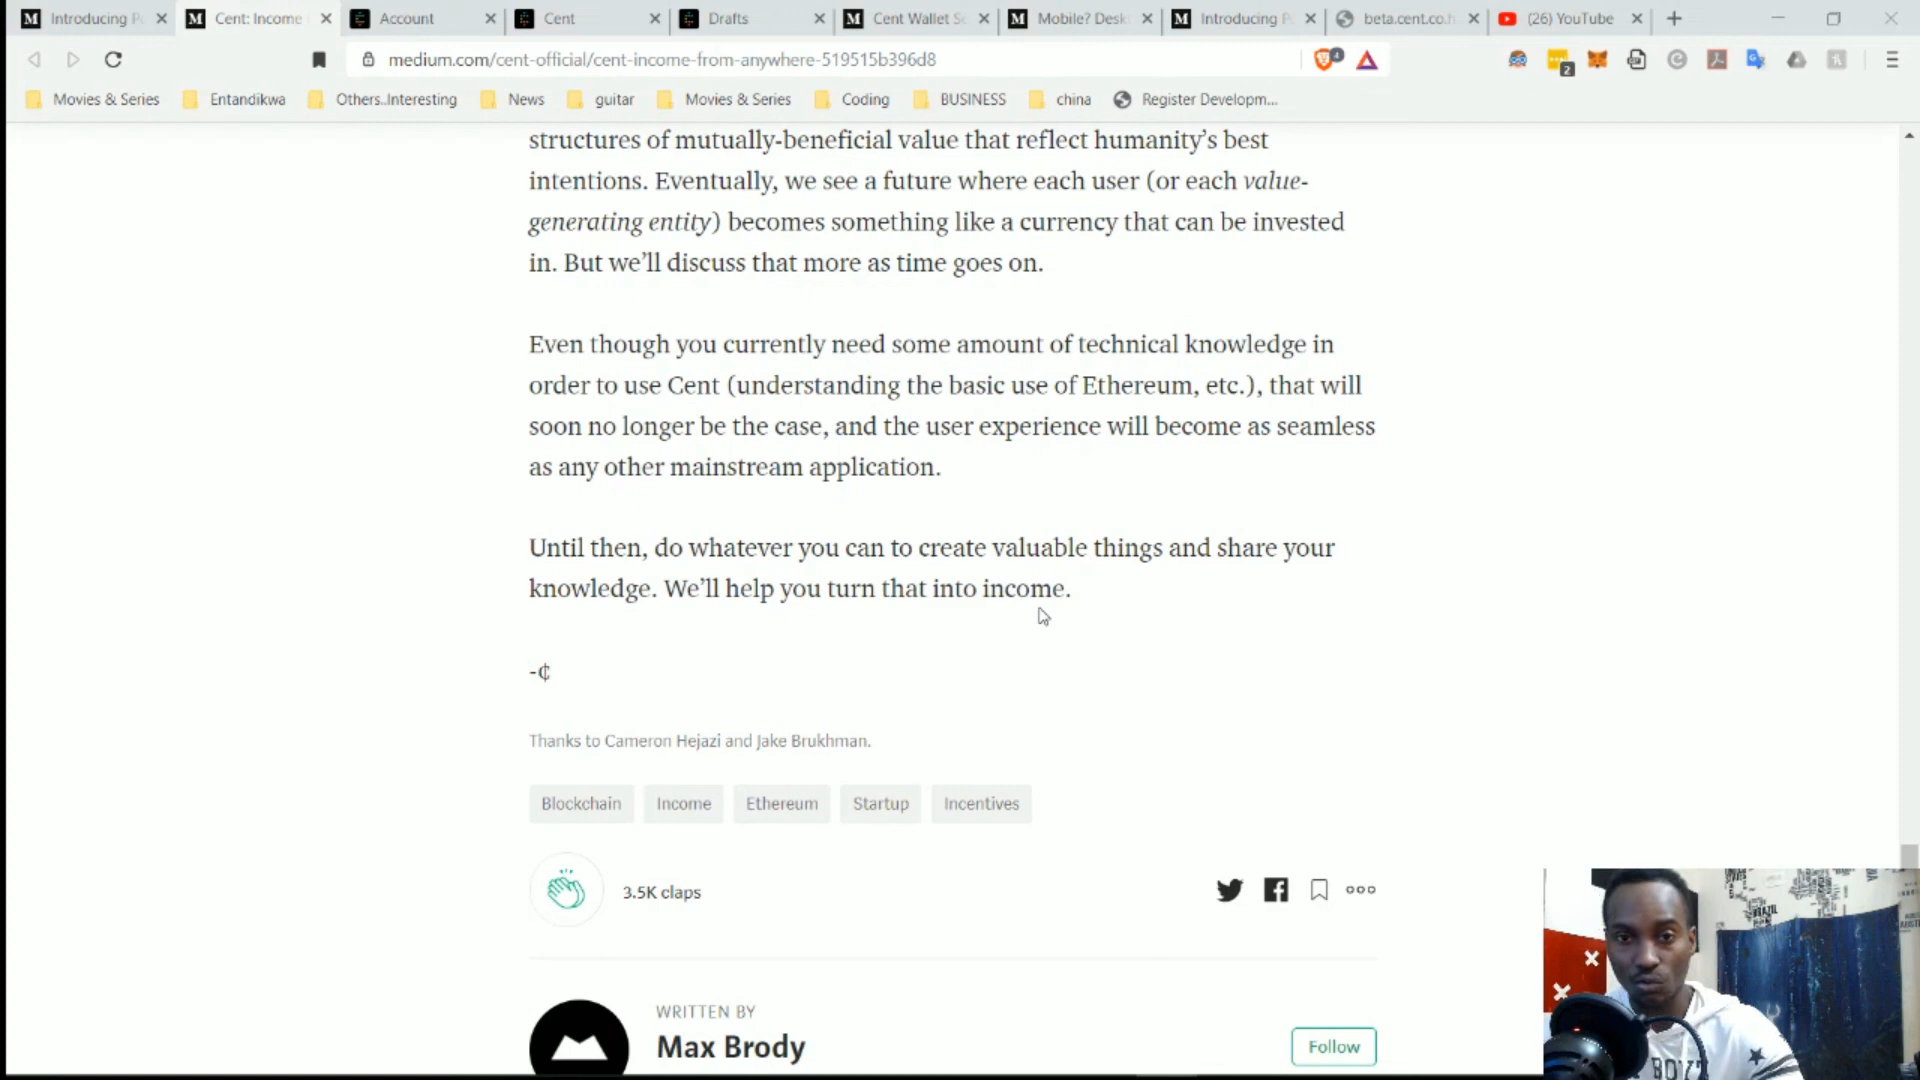 Introducing P
Cent: Income
Account
Cent
Drafts
Cent Wallet S
Mobile? Desk
Introducing P
beta.cent.co
(26) YouTube
medium.com/cent-official/cent-income-from-anywhere-519515b396d8
4
2
Movies & Series
Entandikwa
Others..Interesting
News
guitar
Movies & Series
Coding
BUSINESS
china
Register Developm...
structures of mutually-beneficial value that reflect humanity’s best
intentions. Eventually, we see a future where each user (or each value-
generating entity) becomes something like a currency that can be invested
in. But we’ll discuss that more as time goes on.
Even though you currently need some amount of technical knowledge in
order to use Cent (understanding the basic use of Ethereum, etc.), that will
soon no longer be the case, and the user experience will become as seamless
as any other mainstream application.
Until then, do whatever you can to create valuable things and share your
knowledge. We’ll help you turn that into income.
-¢
Thanks to Cameron Hejazi and Jake Brukhman.
Blockchain
Income
Ethereum
Startup
Incentives
3.5K claps
WRITTEN BY
Max Brody
Follow
BRAZIL